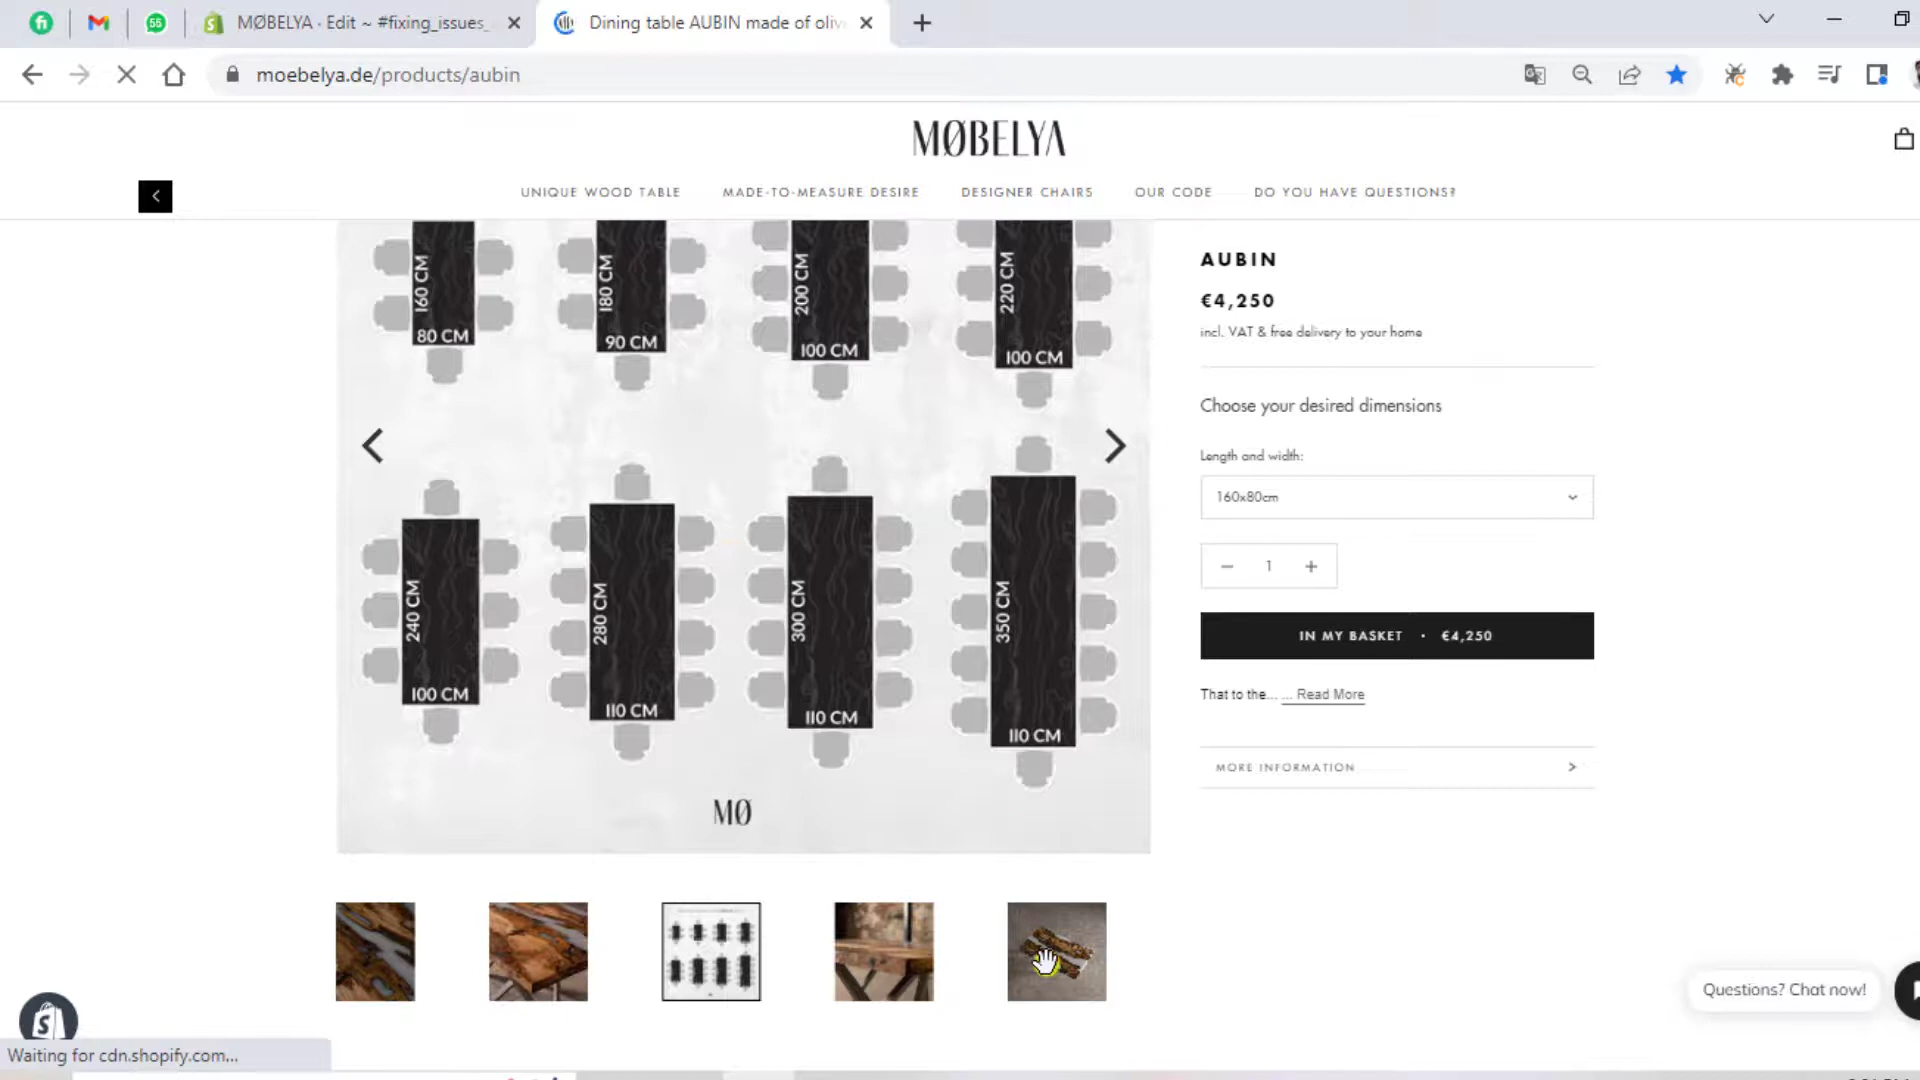 55
MØBELYA · Edit ~ #fixing_issues_
Dining table AUBIN made of oliv
moebelya.de/products/aubin
MØBELYA
UNIQUE WOOD TABLE
MADE-TO-MEASURE DESIRE
DESIGNER CHAIRS
OUR CODE
DO YOU HAVE QUESTIONS?
160 CM
80 CM
180 CM
90 CM
200 CM
100 CM
220 CM
100 CM
240 CM
100 CM
280 CM
110 CM
300 CM
110 CM
350 CM
110 CM
MØ
AUBIN
€4,250
incl. VAT & free delivery to your home
Choose your desired dimensions
Length and width:
160x80cm
1
IN MY BASKET · €4,250
That to the... ... Read More
MORE INFORMATION
Questions? Chat now!
Waiting for cdn.shopify.com...